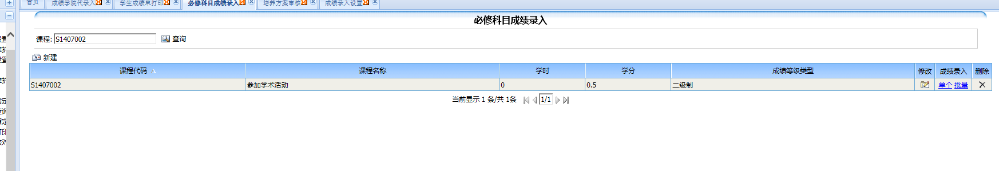 首页 成绩学院代录入 学生成绩单打印 必修科目成绩录入 培养方案审核 成绩录入设置
必修科目成绩录入
课程: S1407002 查询
新建
课程代码 课程名称 学时 学分 成绩等级类型 修改 成绩录入 删除
S1407002 参加学术活动 0 0.5 二级制 单个 批量
当前显示 1 条/共 1条 1/1